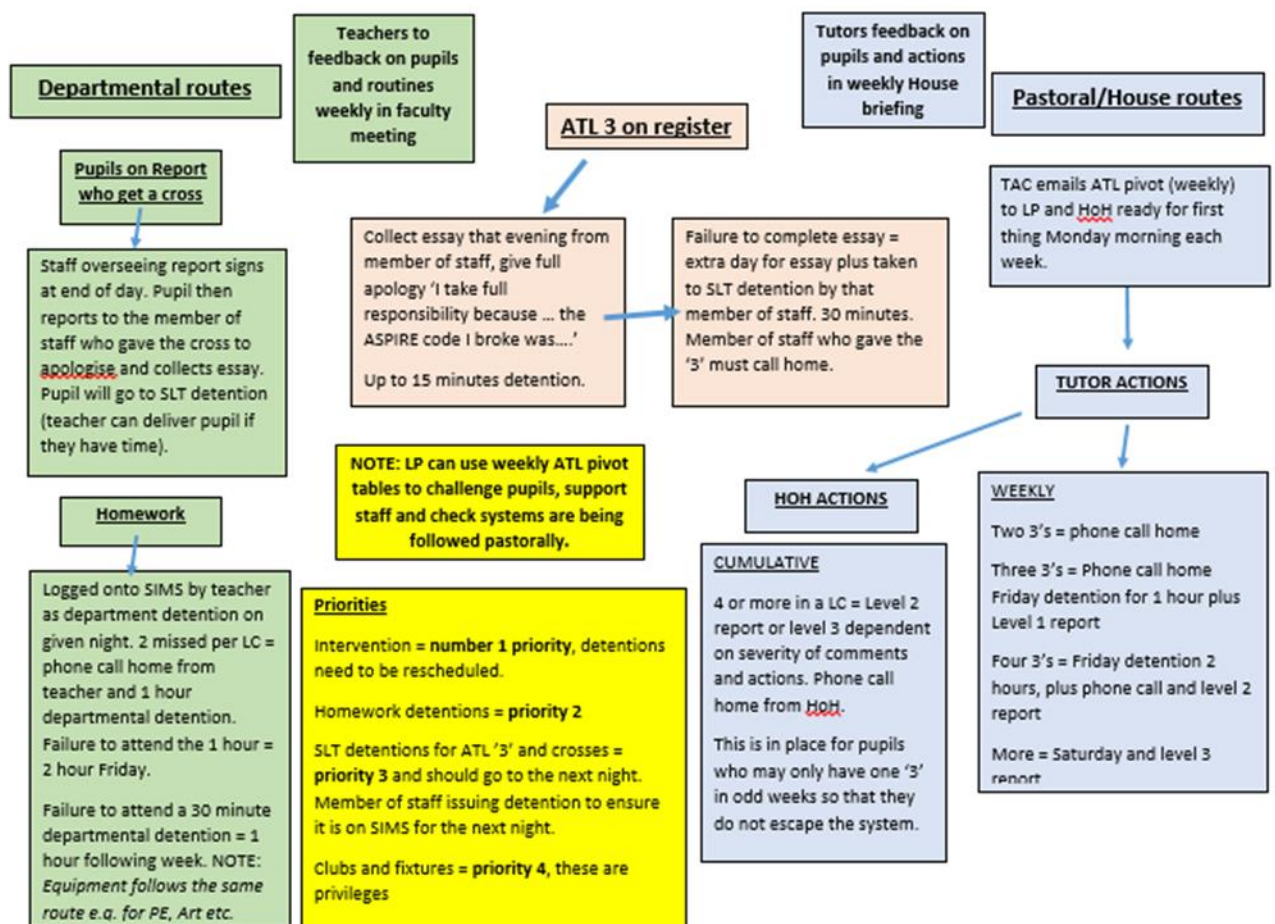 Departmental routes
Teachers to
feedback on pupils
and routines
weekly in faculty
meeting
ATL 3 on register
Tutors feedback on
pupils and actions
in weekly House
briefing
Pastoral/House routes
Pupils on Report
who get a cross
Staff overseeing report signs
at end of day. Pupil then
reports to the member of
staff who gave the cross to
apologise and collects essay.
Pupil will go to SLT detention
(teacher can deliver pupil if
they have time).
Homework
Logged onto SIMS by teacher
as department detention on
given night. 2 missed per LC =
phone call home from
teacher and 1 hour
departmental detention.
Failure to attend the 1 hour =
2 hour Friday.
Failure to attend a 30 minute
departmental detention = 1
hour following week. NOTE:
Equipment follows the same
route e.g. for PE, Art etc.
Collect essay that evening from
member of staff, give full
apology 'I take full
responsibility because ... the
ASPIRE code I broke was....'
Up to 15 minutes detention.
Failure to complete essay =
extra day for essay plus taken
to SLT detention by that
member of staff. 30 minutes.
Member of staff who gave the
'3' must call home.
NOTE: LP can use weekly ATL pivot
tables to challenge pupils, support
staff and check systems are being
followed pastorally.
Priorities
Intervention = number 1 priority, detentions
need to be rescheduled.
Homework detentions = priority 2
SLT detentions for ATL '3' and crosses =
priority 3 and should go to the next night.
Member of staff issuing detention to ensure
it is on SIMS for the next night.
Clubs and fixtures = priority 4, these are
privileges
TAC emails ATL pivot (weekly)
to LP and HoH ready for first
thing Monday morning each
week.
TUTOR ACTIONS
HOH ACTIONS
CUMULATIVE
4 or more in a LC = Level 2
report or level 3 dependent
on severity of comments
and actions. Phone call
home from HoH.
This is in place for pupils
who may only have one '3'
in odd weeks so that they
do not escape the system.
WEEKLY
Two 3's = phone call home
Three 3's = Phone call home
Friday detention for 1 hour plus
Level 1 report
Four 3's = Friday detention 2
hours, plus phone call and level 2
report
More = Saturday and level 3
report